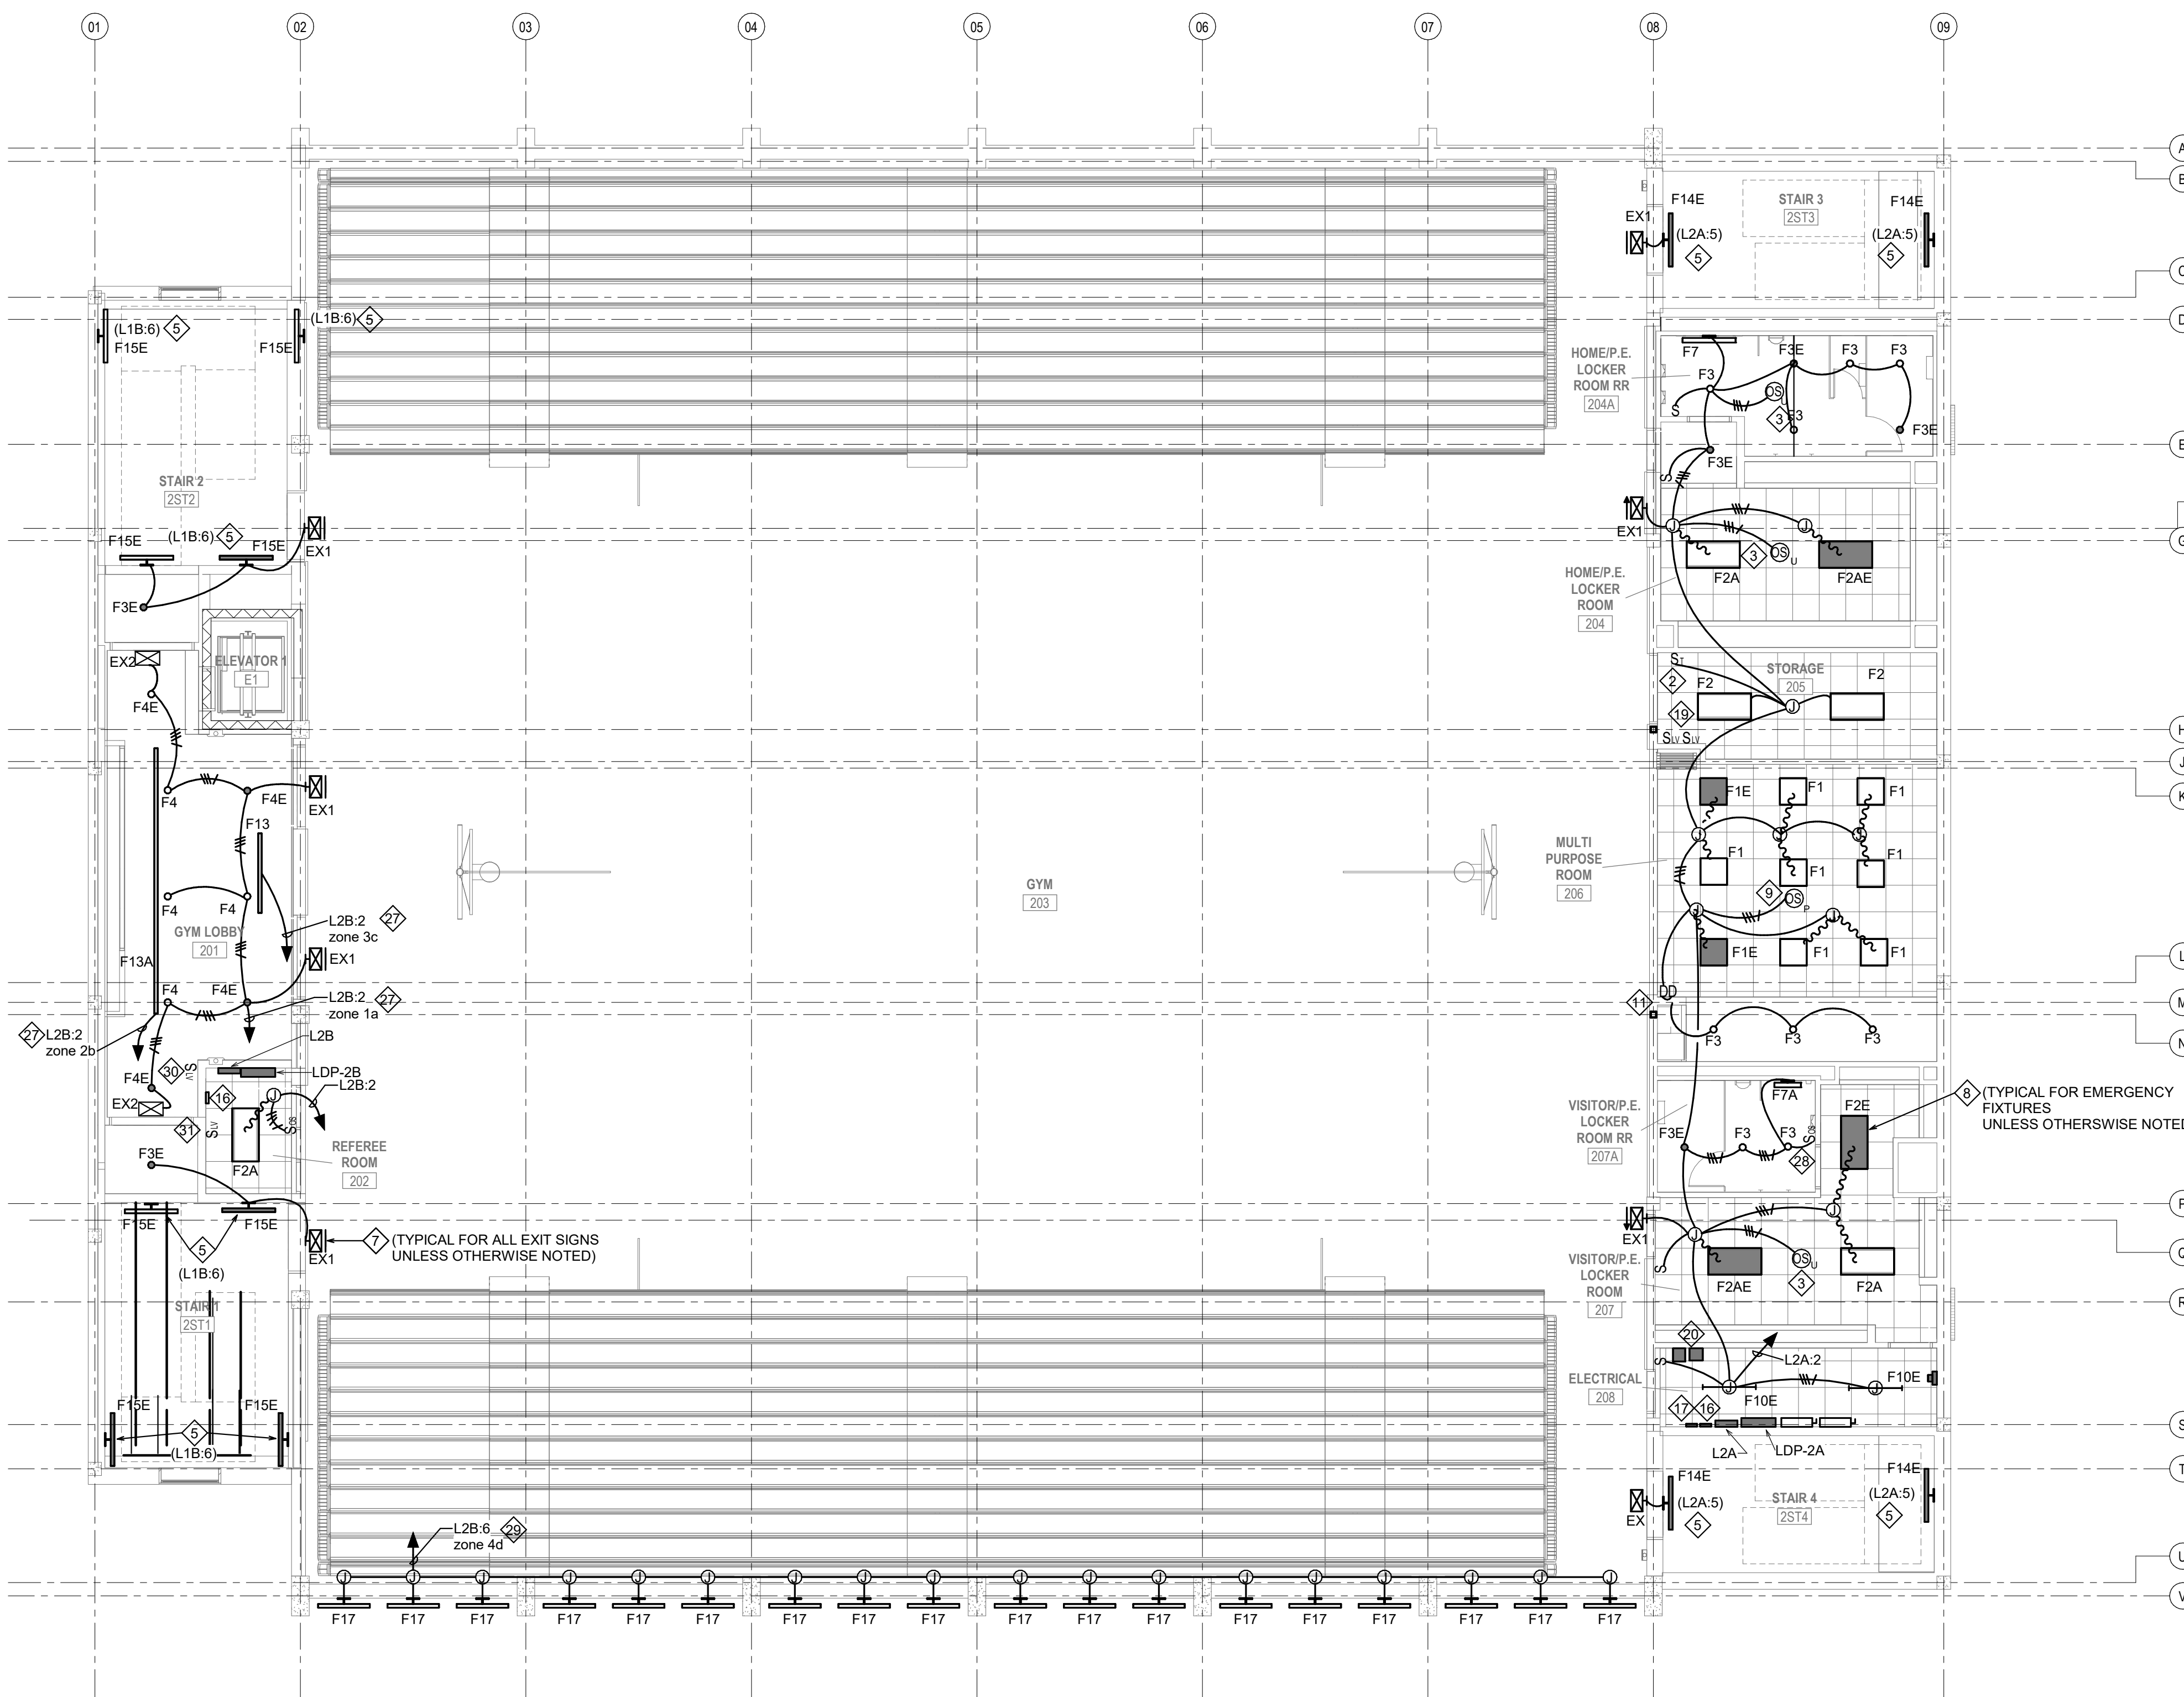 01 02 03 04 05 06 07 08 09
A
B
F14E STAIR 3 F14E
2ST3
EX1
(L2A:5) (L2A:5)
5 5
C
D
(L1B:6) 5 (L1B:6) 5
F15E F15E
HOME/P.E.
LOCKER
ROOM RR
204A
F7 F3E F3 F3
F3
OS U
S
3 F3
F3E
E
F3E
S
STAIR 2
2ST2
F15E (L1B:6) 5 F15E
EX1
EX1
J J
3 OS U
G
F2A F2AE
HOME/P.E.
LOCKER
ROOM
204
F3E
EX2
ELEVATOR 1
E1
F4E
ST
2 F2
STORAGE
205
F2
19
J
SLV SLV
H
J
K
F4 F4E
EX1
F13
F1E F1 F1
J J J
F1 F1 F1
MULTI
PURPOSE
ROOM
206
GYM
203
9 OS P
J J
F4 F4
GYM LOBBY
201
L2B:2 27
zone 3c
F13A
EX1
F1E F1 F1
L
F4 F4E
L2B:2 27
zone 1a
DD
11
M
F3 F3 F3
N
27 L2B:2
zone 2b
L2B
LDP-2B
L2B:2
F4E 30 SLV
EX2
16 J
31 SLV SOS
F2A
REFEREE
ROOM
202
F3E
VISITOR/P.E.
LOCKER
ROOM RR
207A
F7A
F2E
8 (TYPICAL FOR EMERGENCY
FIXTURES
UNLESS OTHERSWISE NOTED
F3E F3 F3 SOS
28
P
F15E F15E
5
(L1B:6)
EX1
7 (TYPICAL FOR ALL EXIT SIGNS
UNLESS OTHERWISE NOTED)
EX1
J J
S
OS U
3
Q
F2AE F2A
VISITOR/P.E.
LOCKER
ROOM
207
R
STAIR 1
2ST1
20
S
L2A:2
ELECTRICAL
208
J J
F10E
F10E
17 16
S
L2A LDP-2A
F15E F15E
5
(L1B:6)
T
F14E F14E
(L2A:5) (L2A:5)
5 5
EX
STAIR 4
2ST4
L2B:6 29
zone 4d
U
J J J J J J J J J J J J J J J J J J J
V
F17 F17 F17 F17 F17 F17 F17 F17 F17 F17 F17 F17 F17 F17 F17 F17 F17 F17 F17